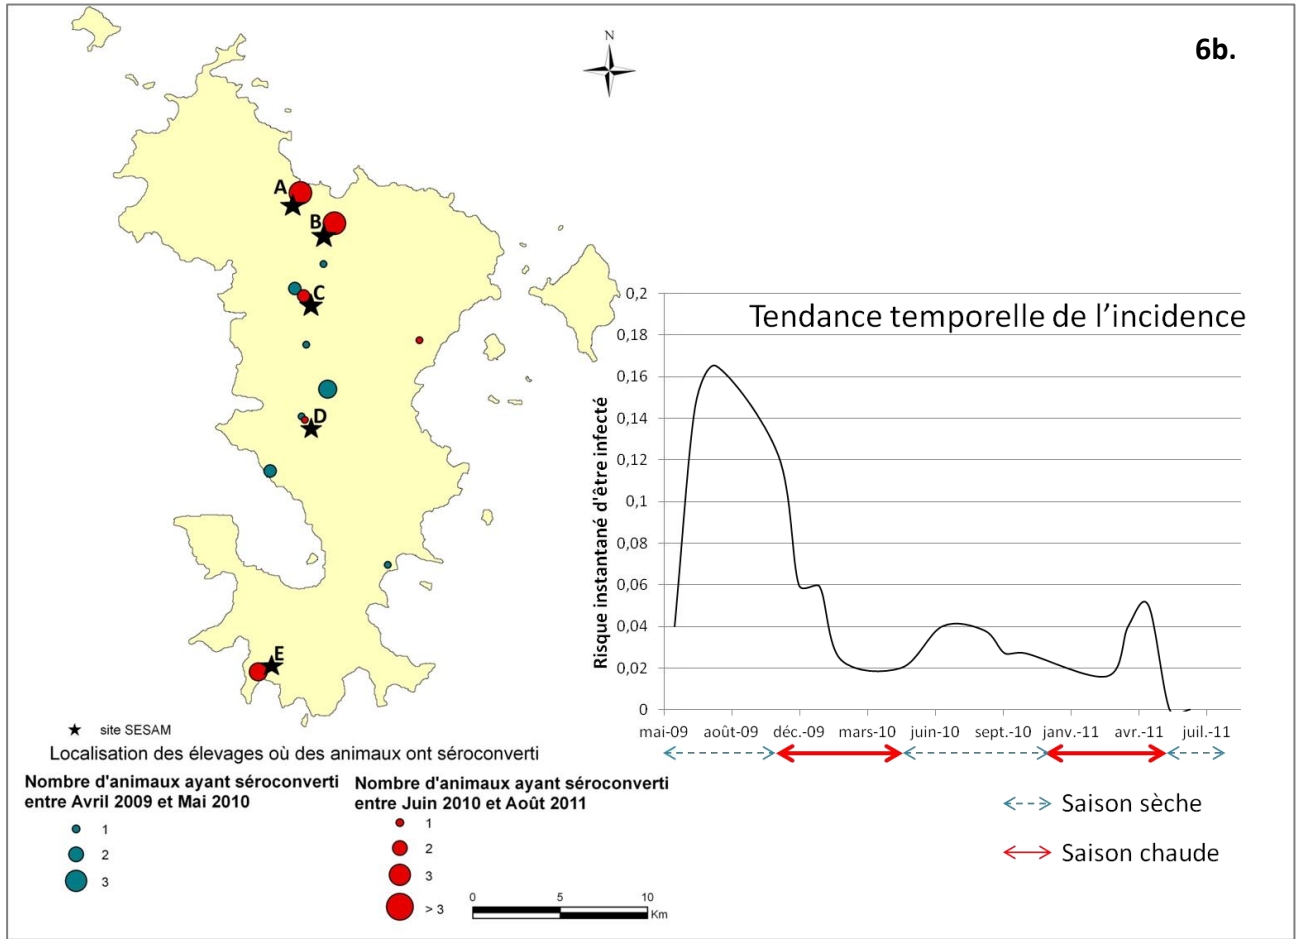 6b.
N
A
B
C
D
E
site SESAM
Localisation des élevages où des animaux ont séroconverti
Nombre d'animaux ayant séroconverti
entre Avril 2009 et Mai 2010
1
2
3
Nombre d'animaux ayant séroconverti
entre Juin 2010 et Août 2011
1
2
3
> 3
0 5 10
Km
Tendance temporelle de l'incidence
Risque instantané d'être infecté
0,2
0,18
0,16
0,14
0,12
0,1
0,08
0,06
0,04
0,02
0
mai-09 août-09 déc.-09 mars-10 juin-10 sept.-10 janv.-11 avr.-11 juil.-11
Saison sèche
Saison chaude